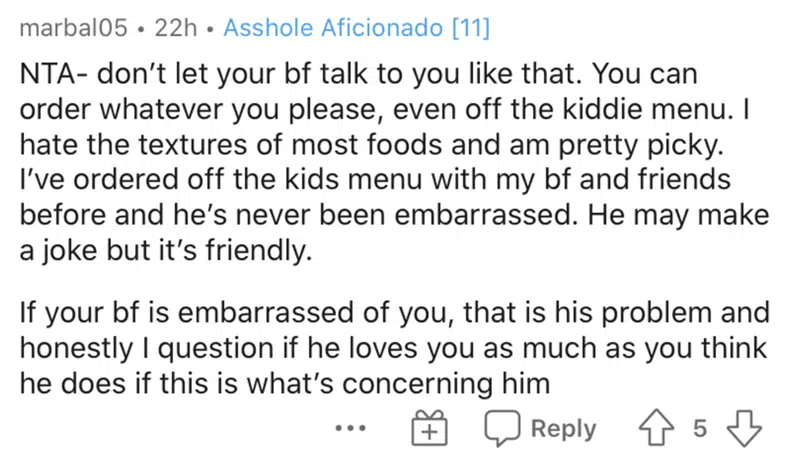 marbal05 • 22h • Asshole Aficionado [11]
NTA- don’t let your bf talk to you like that. You can
order whatever you please, even off the kiddie menu. I
hate the textures of most foods and am pretty picky.
I’ve ordered off the kids menu with my bf and friends
before and he’s never been embarrassed. He may make
a joke but it’s friendly.
If your bf is embarrassed of you, that is his problem and
honestly I question if he loves you as much as you think
he does if this is what’s concerning him
Reply 5